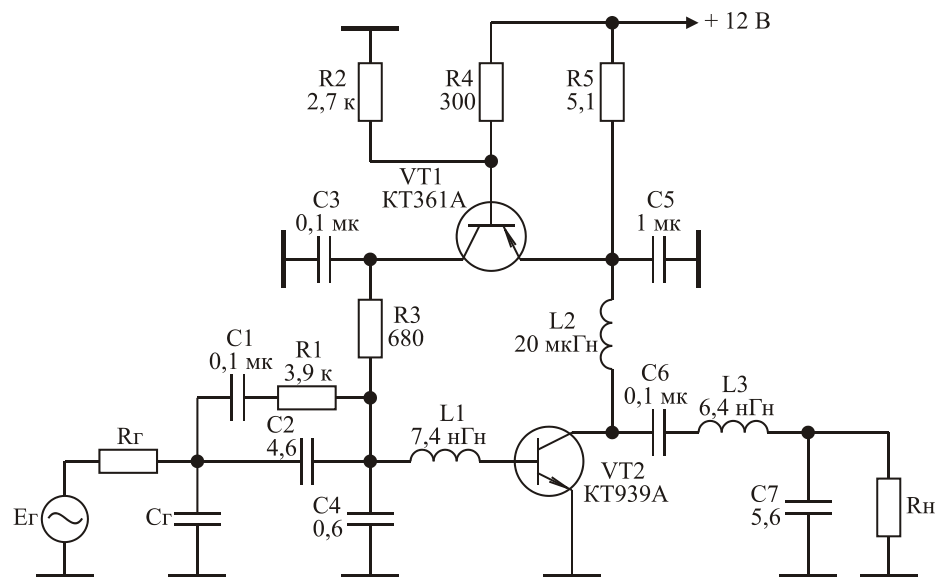 + 12 В
R2
2,7 к
R4
300
R5
5,1
VT1
КТ361А
C3
0,1 мк
C5
1 мк
R3
680
L2
20 мкГн
C1
0,1 мк
R1
3,9 к
C6
0,1 мк
L3
6,4 нГн
Rг
C2
4,6
L1
7,4 нГн
VT2
КТ939А
Eг
Cг
C4
0,6
C7
5,6
Rн